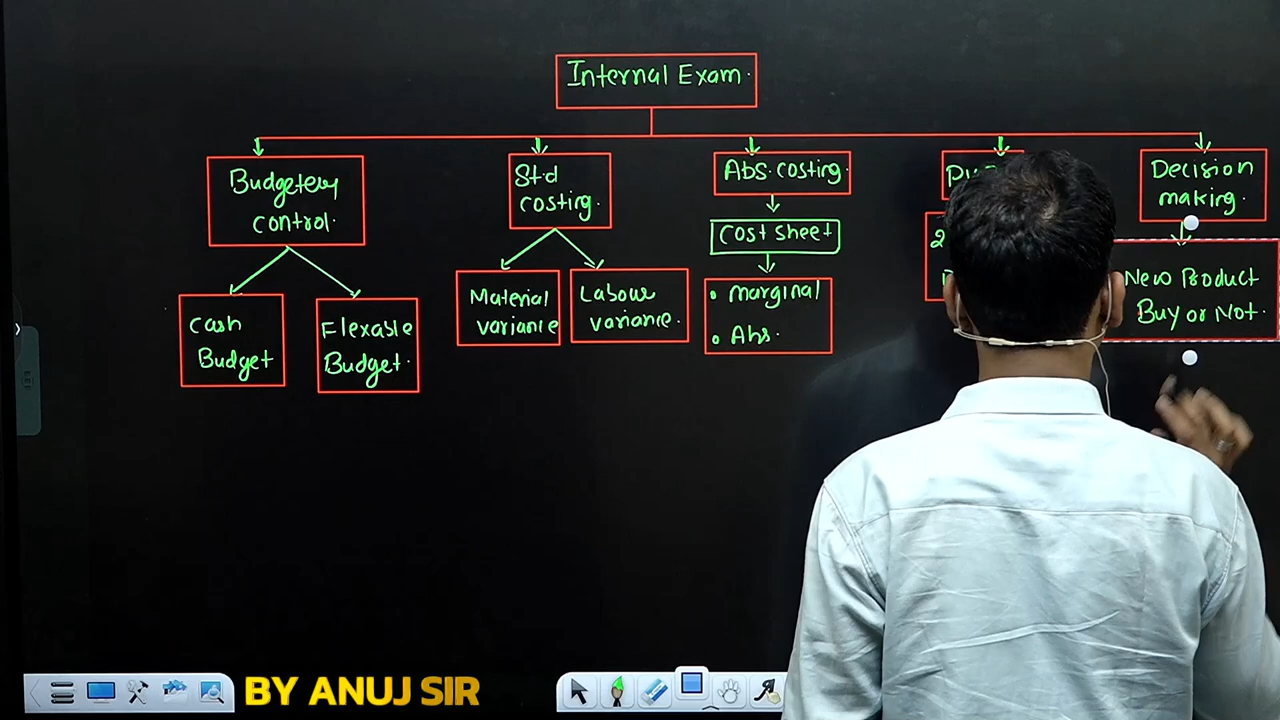 Internal Exam.
Budgetery
control.
Cash
Budget
Flexable
Budget.
Std
costing.
Material
variance
Labour
variance.
Abs. costing.
Cost sheet
• marginal
• Abs.
2
Decision
making.
New Product
Buy or Not.
BY ANUJ SIR